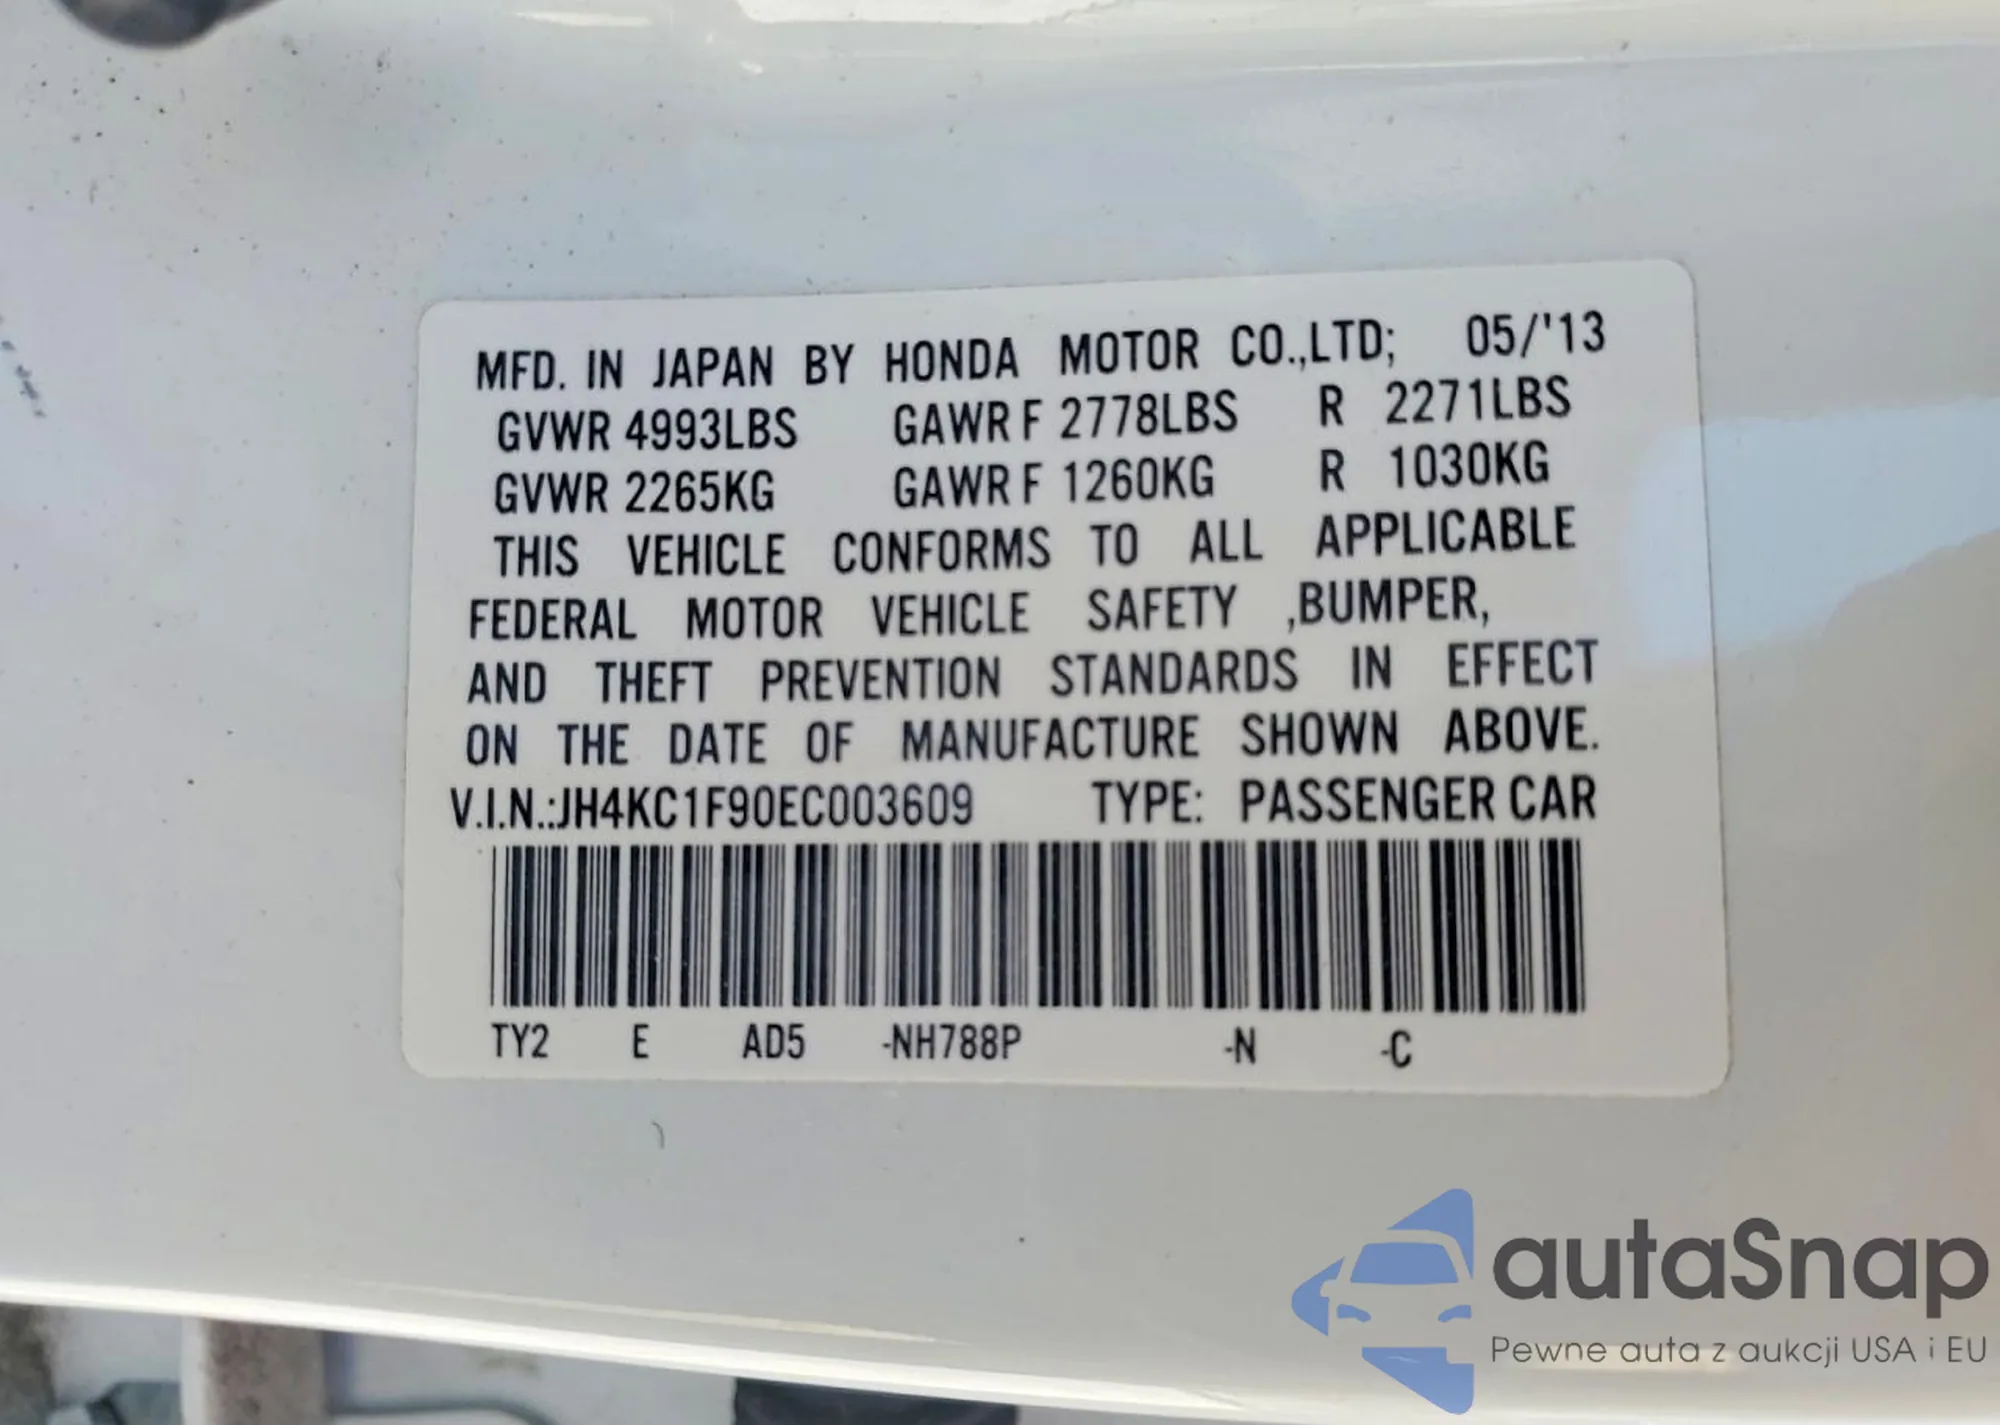 MFD. IN JAPAN BY HONDA MOTOR CO.,LTD; 05/'13
GVWR 4993LBS GAWR F 2778LBS R 2271LBS
GVWR 2265KG GAWR F 1260KG R 1030KG
THIS VEHICLE CONFORMS TO ALL APPLICABLE
FEDERAL MOTOR VEHICLE SAFETY ,BUMPER,
AND THEFT PREVENTION STANDARDS IN EFFECT
ON THE DATE OF MANUFACTURE SHOWN ABOVE.
V.I.N.:JH4KC1F90EC003609 TYPE: PASSENGER CAR
TY2 E AD5 -NH788P -N -C
autaSnap
Pewne auta z aukcji USA i EU